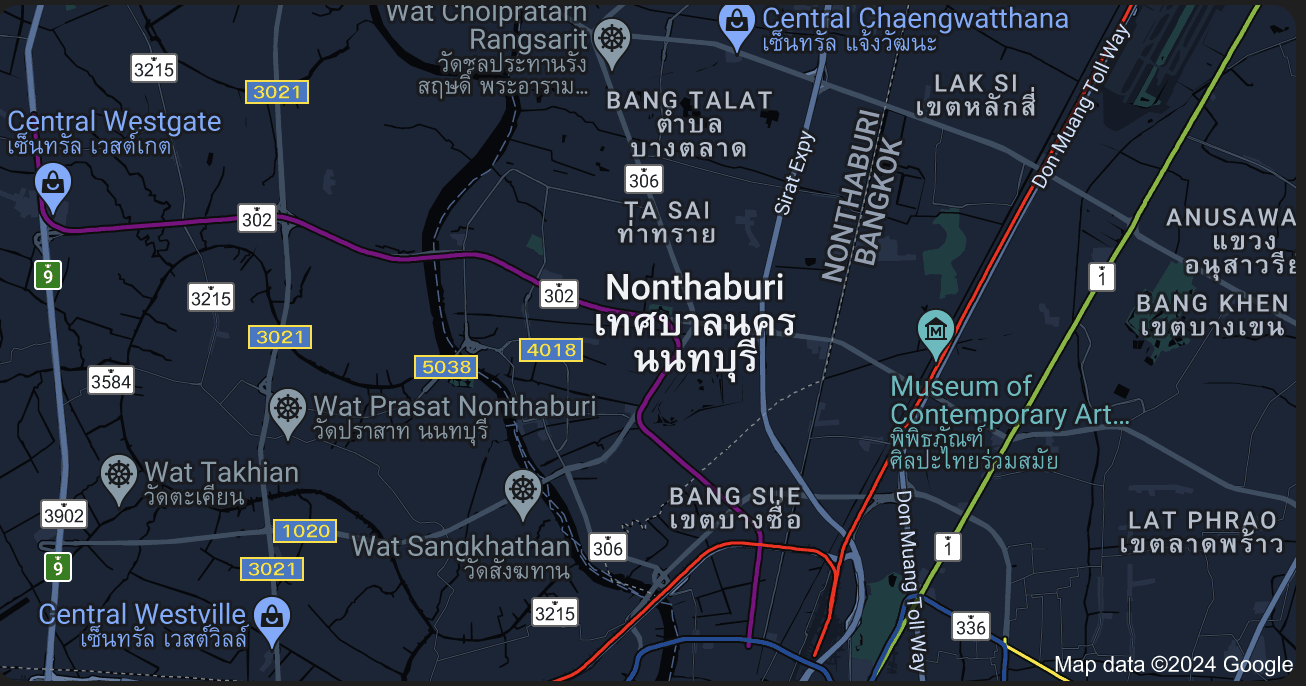 Wat Cholpratarn
Rangsarit
วัดชลประทานรัง
สฤษดิ์ พระอาราม...
Central Chaengwatthana
เซ็นทรัล แจ้งวัฒนะ
3215
3021
LAK SI
เขตหลักสี่
BANG TALAT
ตำบล
บางตลาด
Don Muang Toll Way
Central Westgate
เซ็นทรัล เวสต์เกต
Sirat Expy
NONTHABURI
BANGKOK
306
TA SAI
ท่าทราย
302
ANUSAWA
แขวง
อนุสาวรีย
9
1
3215
302
Nonthaburi
เทศบาลนคร
นนทบุรี
BANG KHEN
เขตบางเขน
3021
4018
5038
3584
Museum of
Contemporary Art...
พิพิธภัณฑ์
ศิลปะไทยร่วมสมัย
Wat Prasat Nonthaburi
วัดปราสาท นนทบุรี
Wat Takhian
วัดตะเคียน
BANG SUE
เขตบางซื่อ
3902
1020
Wat Sangkhathan
วัดสังฆทาน
306
1
LAT PHRAO
เขตลาดพร้าว
9
3021
Don Muang Toll Way
Central Westville
เซ็นทรัล เวสต์วิลล์
3215
336
Map data ©2024 Google